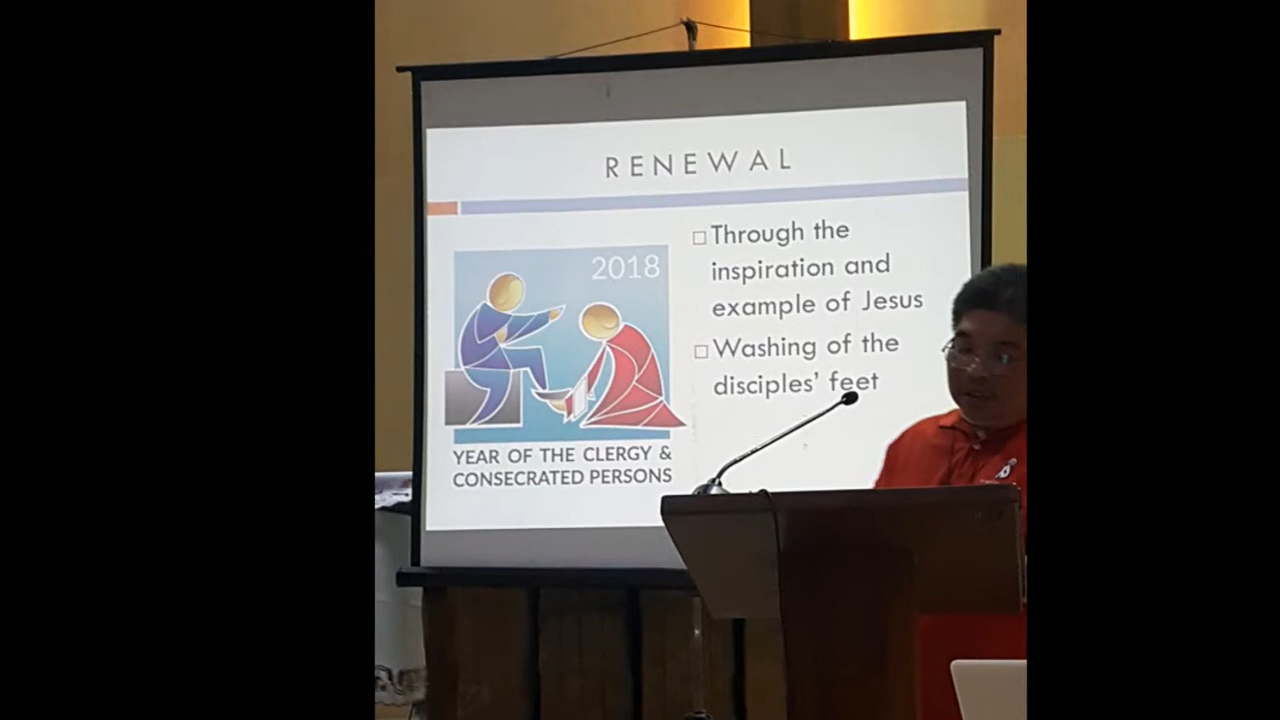 RENEWAL
2018
YEAR OF THE CLERGY &
CONSECRATED PERSONS
Through the
inspiration and
example of Jesus
Washing of the
disciples' feet